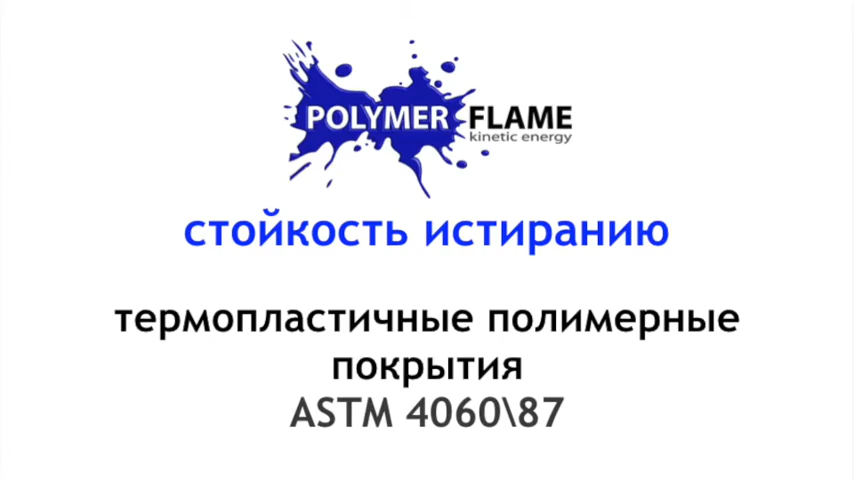 POLYMER FLAME
kinetic energy
стойкость истиранию
термопластичные полимерные
покрытия
ASTM 4060\87